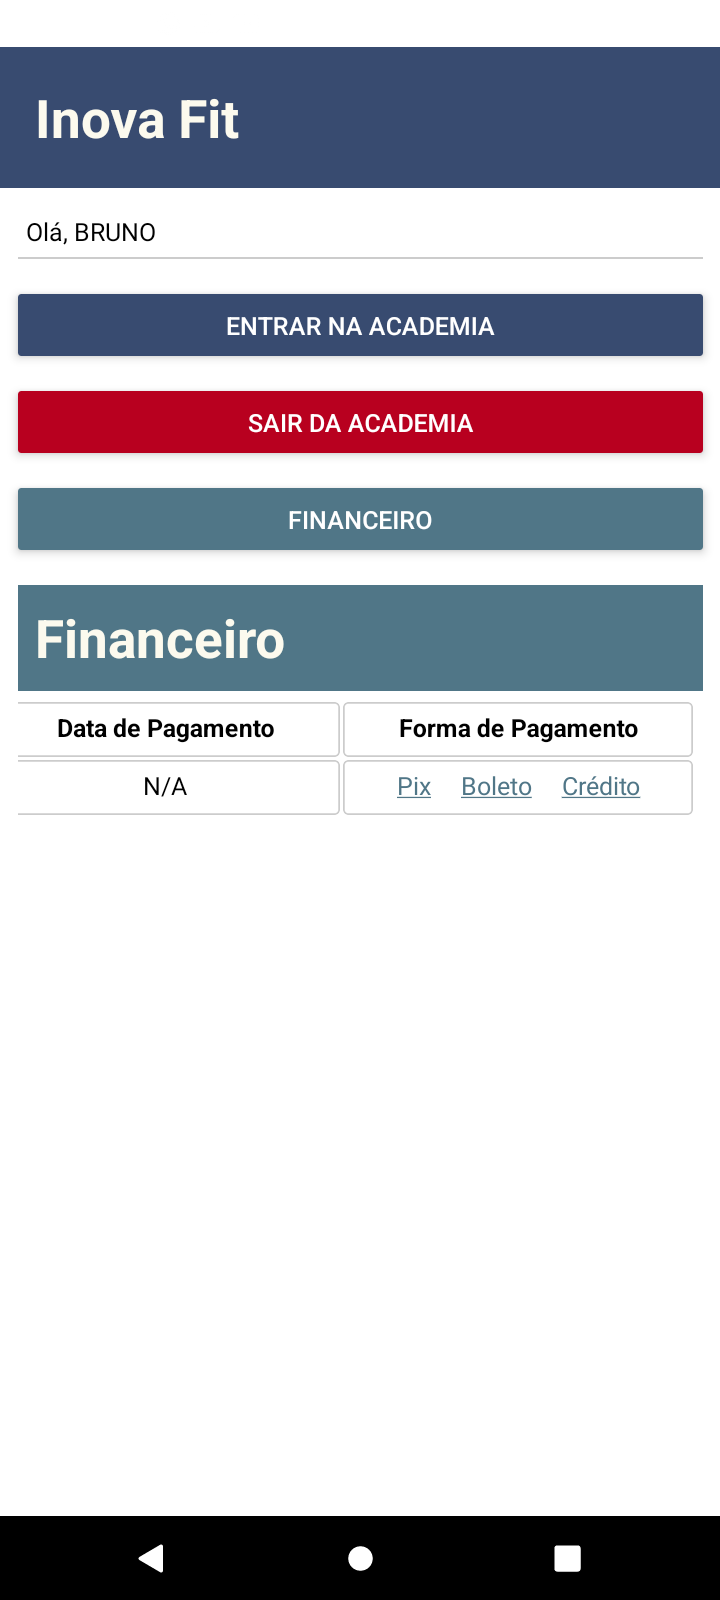 Inova Fit
Olá, BRUNO
ENTRAR NA ACADEMIA
SAIR DA ACADEMIA
FINANCEIRO
Financeiro
Data de Pagamento Forma de Pagamento
N/A Pix Boleto Crédito